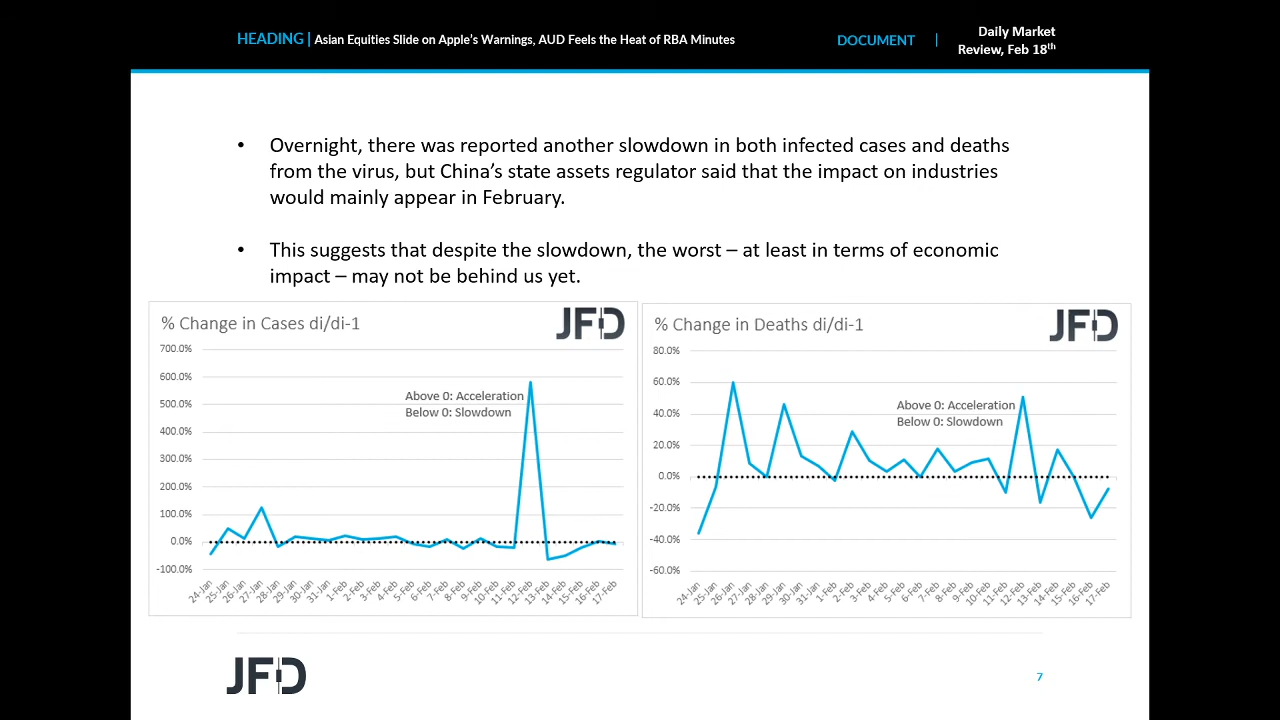 HEADING | Asian Equities Slide on Apple's Warnings, AUD Feels the Heat of RBA Minutes
DOCUMENT |
Daily Market
Review, Feb 18th
• Overnight, there was reported another slowdown in both infected cases and deaths
from the virus, but China's state assets regulator said that the impact on industries
would mainly appear in February.
• This suggests that despite the slowdown, the worst – at least in terms of economic
impact – may not be behind us yet.
% Change in Cases di/di-1
JFD
700.0%
600.0%
500.0%
400.0%
300.0%
200.0%
100.0%
0.0%
-100.0%
Above 0: Acceleration
Below 0: Slowdown
24-Jan
25-Jan
26-Jan
27-Jan
28-Jan
29-Jan
30-Jan
31-Jan
1-Feb
2-Feb
3-Feb
4-Feb
5-Feb
6-Feb
7-Feb
8-Feb
9-Feb
10-Feb
11-Feb
12-Feb
13-Feb
14-Feb
15-Feb
16-Feb
17-Feb
% Change in Deaths di/di-1
JFD
80.0%
60.0%
40.0%
20.0%
0.0%
-20.0%
-40.0%
-60.0%
Above 0: Acceleration
Below 0: Slowdown
24-Jan
25-Jan
26-Jan
27-Jan
28-Jan
29-Jan
30-Jan
31-Jan
1-Feb
2-Feb
3-Feb
4-Feb
5-Feb
6-Feb
7-Feb
8-Feb
9-Feb
10-Feb
11-Feb
12-Feb
13-Feb
14-Feb
15-Feb
16-Feb
17-Feb
JFD
7